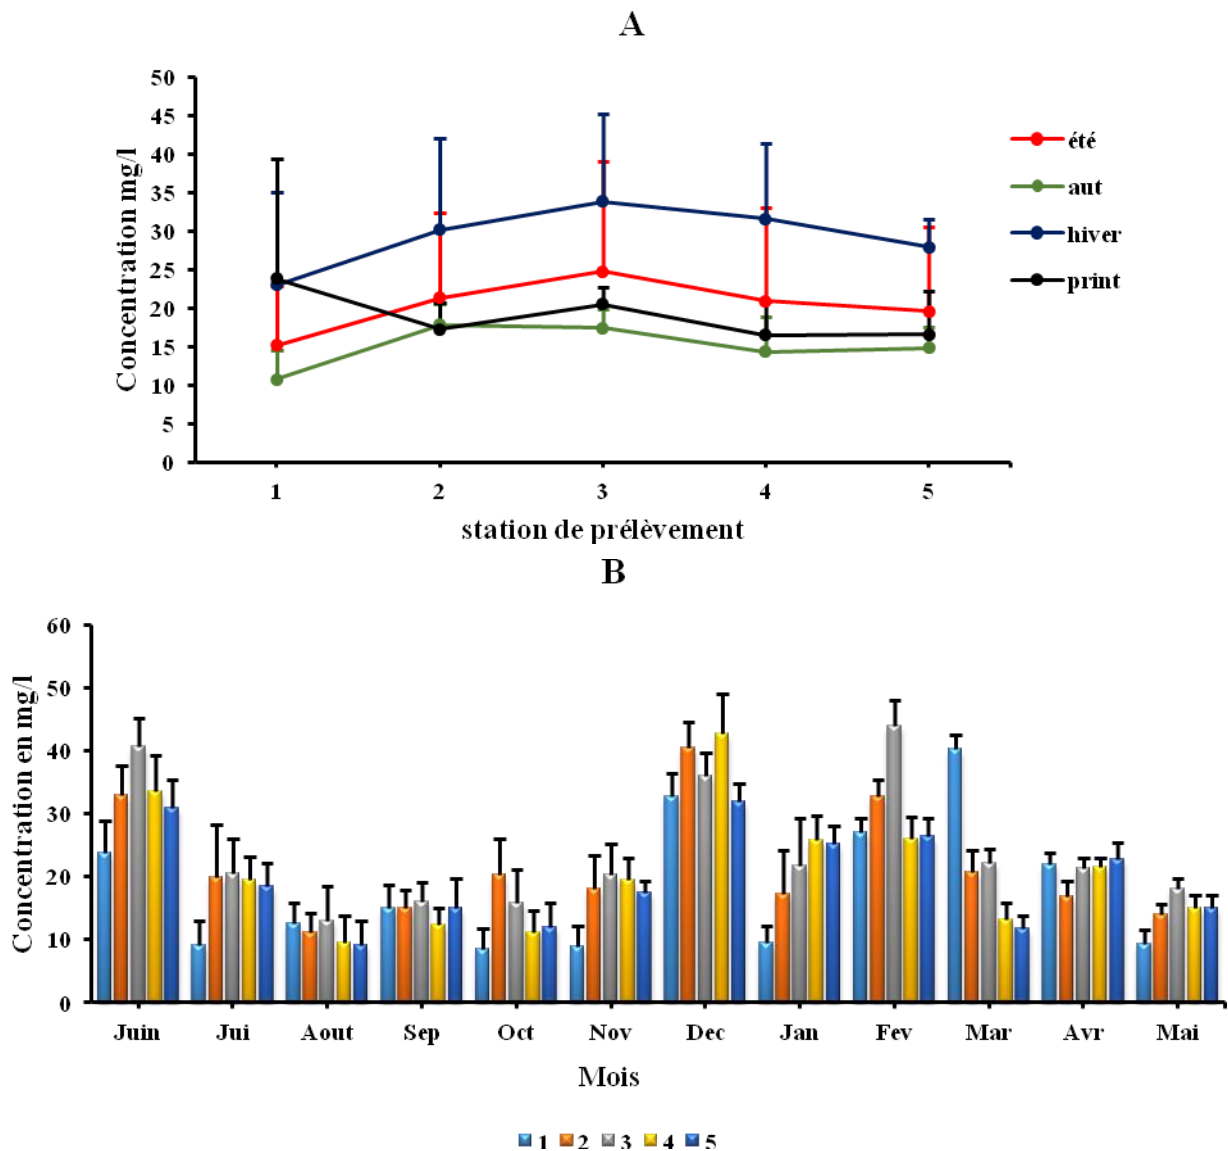 A
50
45
40
35
30
25
20
15
10
5
0
Concentration mg/l
1 2 3 4 5
station de prélèvement
été
aut
hiver
print
B
60
50
40
30
20
10
0
Concentration en mg/l
Juin Jui Aout Sep Oct Nov Dec Jan Fev Mar Avr Mai
Mois
1 2 3 4 5